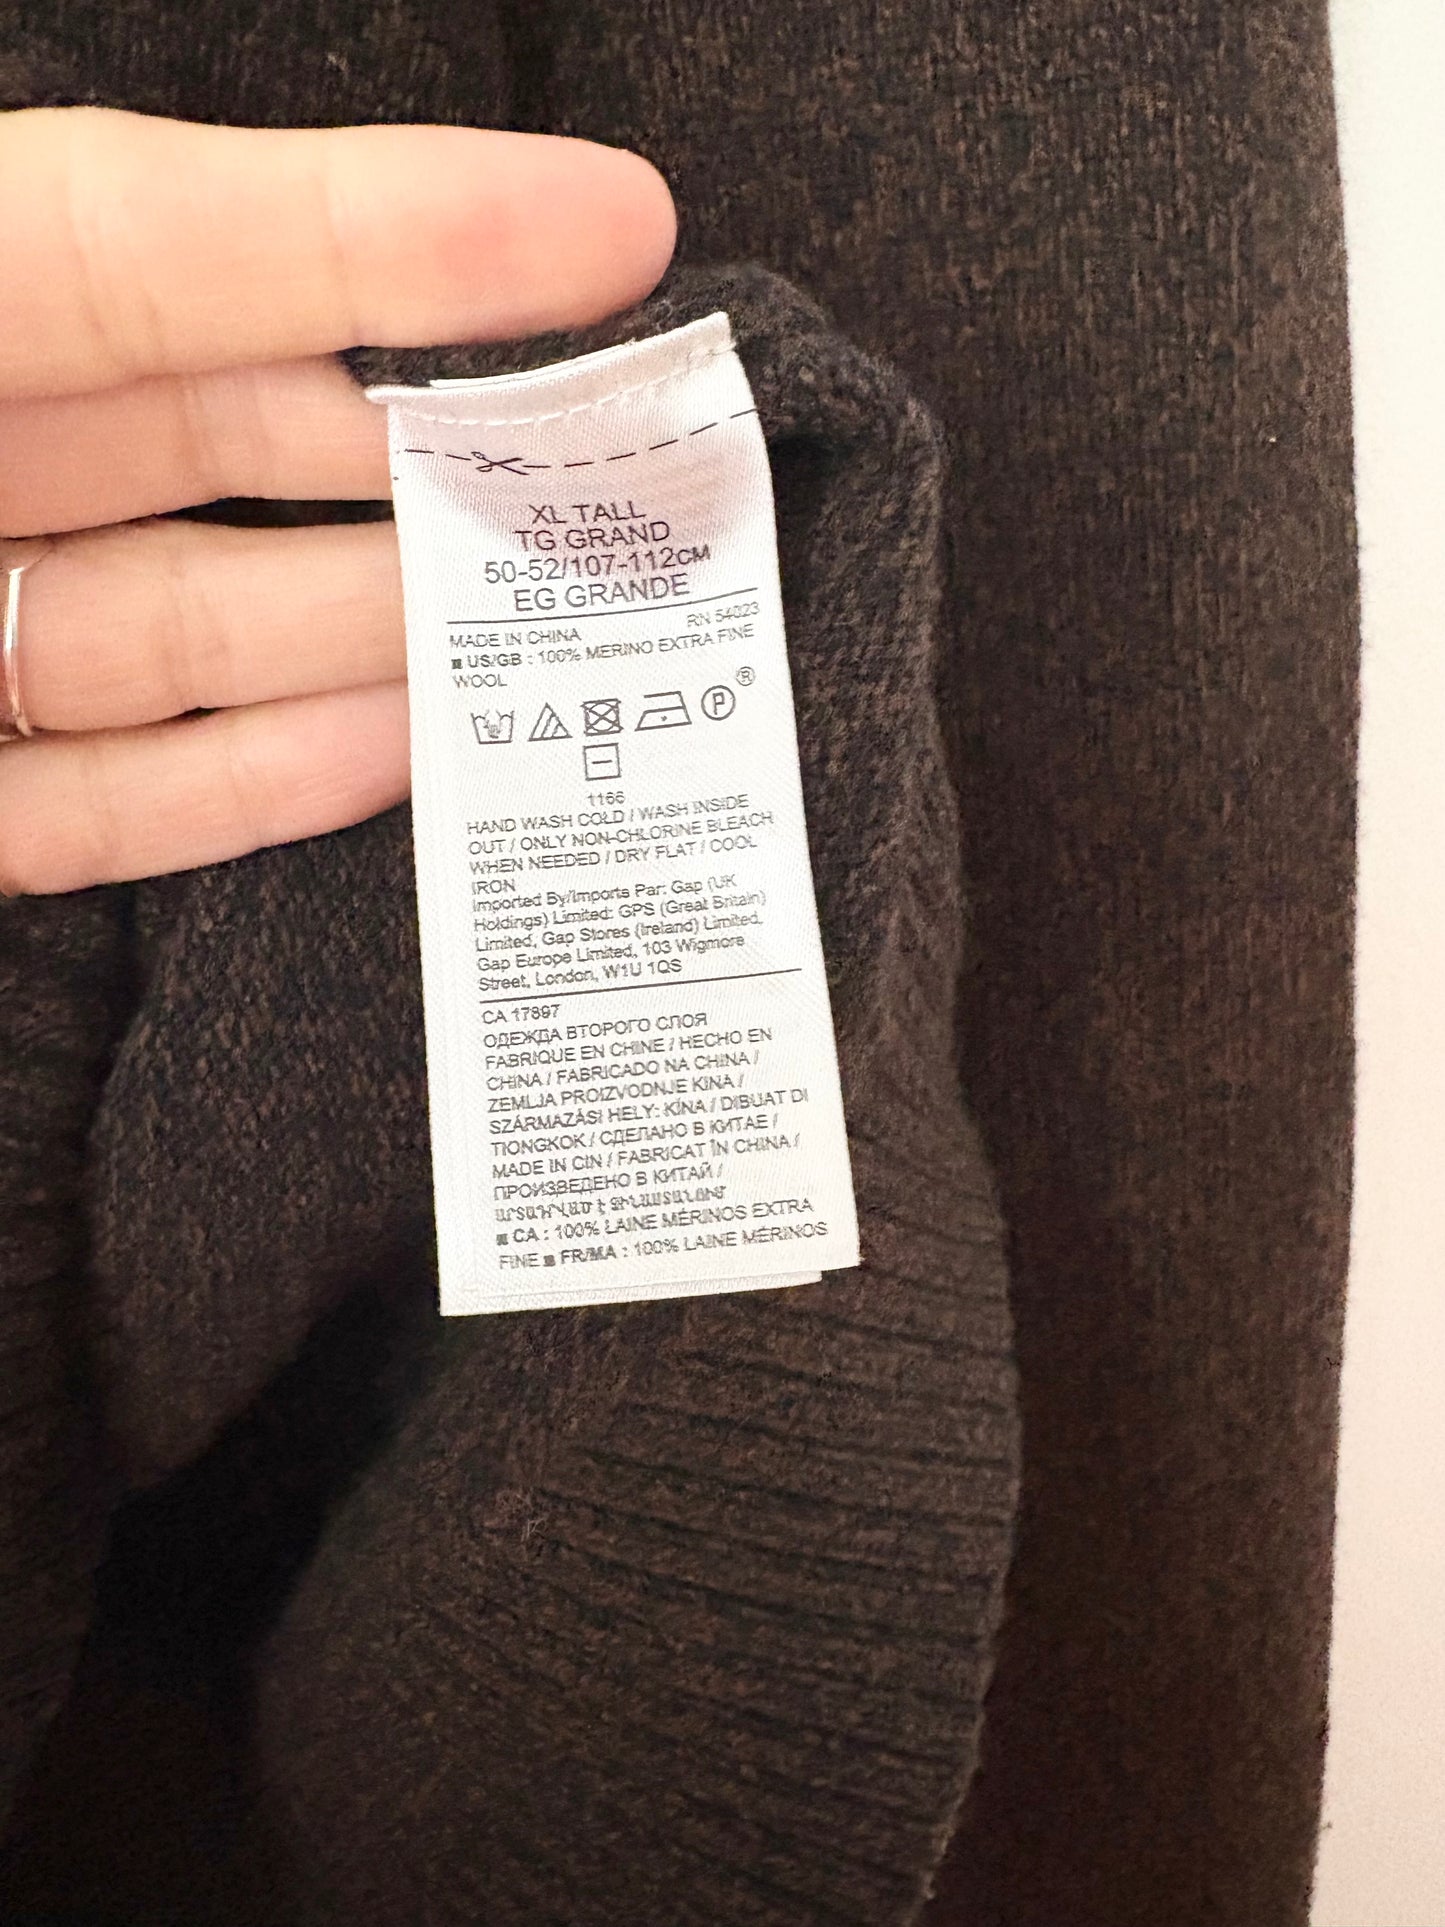 XL TALL
TG GRAND
50-52/107-112CM
EG GRANDE
MADE IN CHINA RN 54023
US/GB : 100% MERINO EXTRA FINE
WOOL
P ®
1166
HAND WASH COLD / WASH INSIDE
OUT / ONLY NON-CHLORINE BLEACH
WHEN NEEDED / DRY FLAT / COOL
IRON
Imported By/Imports Par: Gap (UK
Holdings) Limited: GPS (Great Britain)
Limited, Gap Stores (Ireland) Limited,
Gap Europe Limited, 103 Wigmore
Street, London, W1U 1QS
CA 17897
ОДЕЖДА ВТОРОГО СЛОЯ
FABRIQUE EN CHINE / HECHO EN
CHINA / FABRICADO NA CHINA /
ZEMLJA PROIZVODNJE KINA /
SZÁRMAZÁSI HELY: KÍNA / DIBUAT DI
TIONGKOK / СДЕЛАНО В КИТАЕ /
MADE IN CIN / FABRICAT ÎN CHINA /
ПРОИЗВЕДЕНО В КИТАЙ /
CA : 100% LAINE MÉRINOS EXTRA
FINE FR/MA : 100% LAINE MÉRINOS